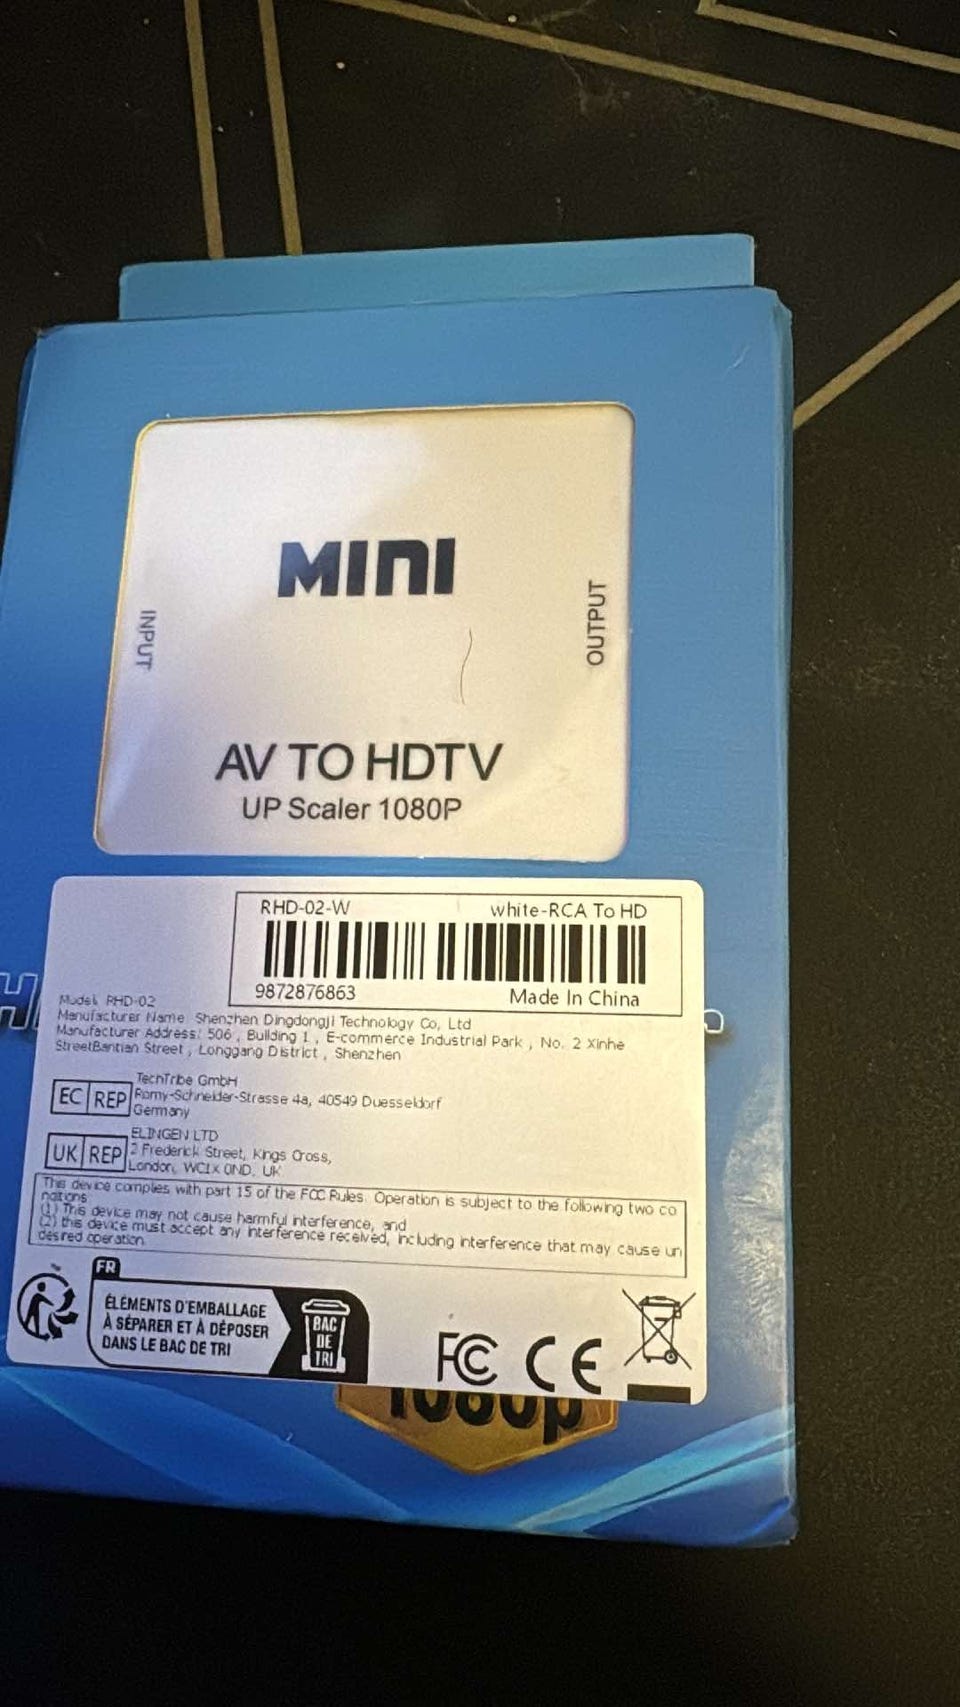 MINI
INPUT
OUTPUT
AV TO HDTV
UP Scaler 1080P
RHD-02-W white-RCA To HD
9872876863 Made In China
Model: RHD-02
Manufacturer Name: Shenzhen Dingdongji Technology Co, Ltd
Manufacturer Address: 506 , Building 1 , E-commerce Industrial Park , No. 2 Xinhe
StreetBantian Street , Longgang District , Shenzhen
EC REP
TechTribe GmbH
Romy-Schneider-Strasse 4a, 40549 Duesseldorf
Germany
UK REP
ELINGEN LTD
2 Frederick Street, Kings Cross,
London, WC1X 0ND, UK
This device complies with part 15 of the FCC Rules. Operation is subject to the following two co
nditions
(1) This device may not cause harmful interference, and
(2) this device must accept any interference received, including interference that may cause un
desired operation.
FR
ÉLÉMENTS D'EMBALLAGE
À SÉPARER ET À DÉPOSER
DANS LE BAC DE TRI
BAC
DE
TRI
FC CE
1080p